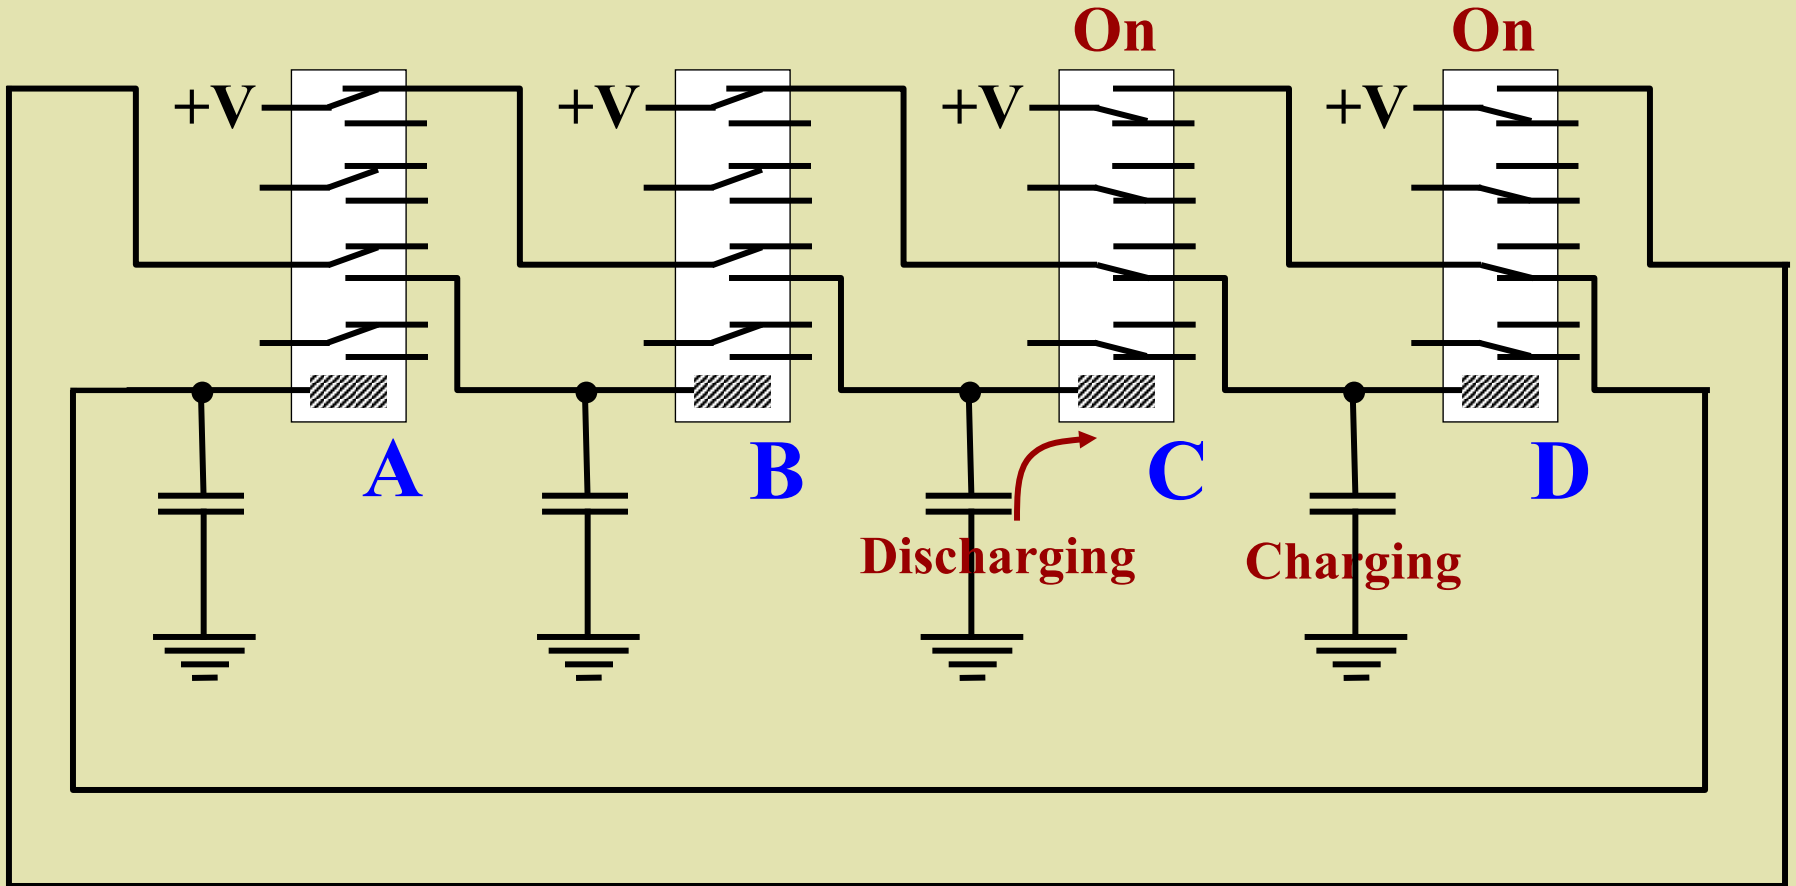 On On
+V +V +V +V
A B C D
Discharging Charging